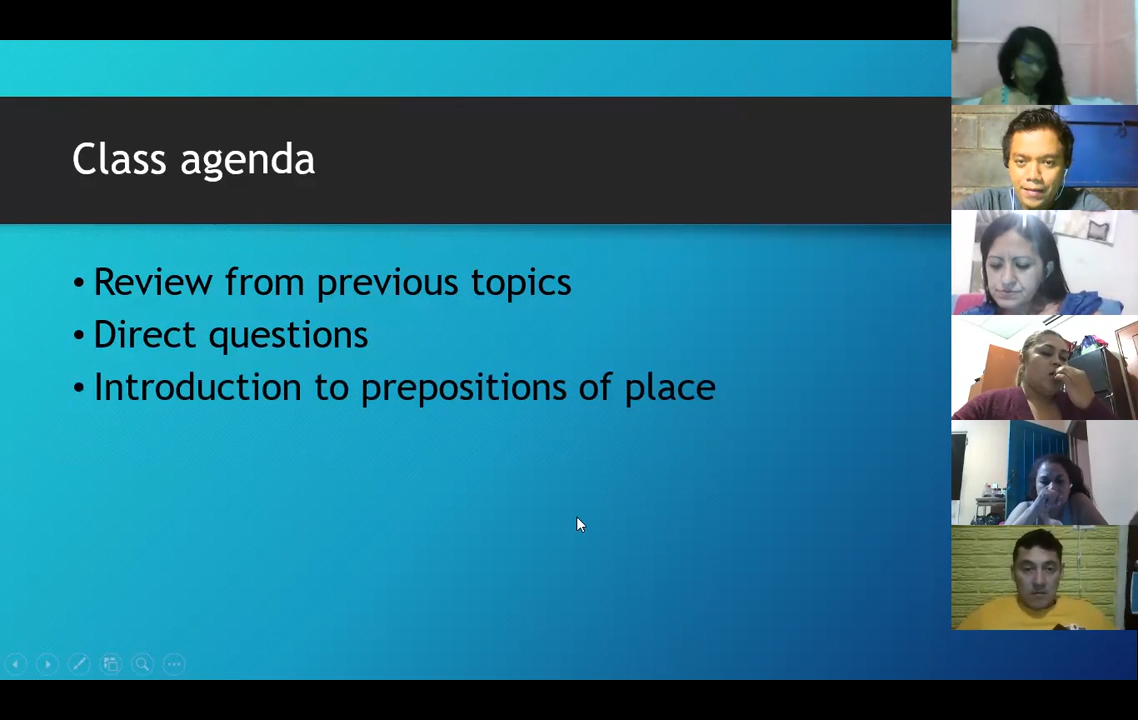 Class agenda
• Review from previous topics
• Direct questions
• Introduction to prepositions of place